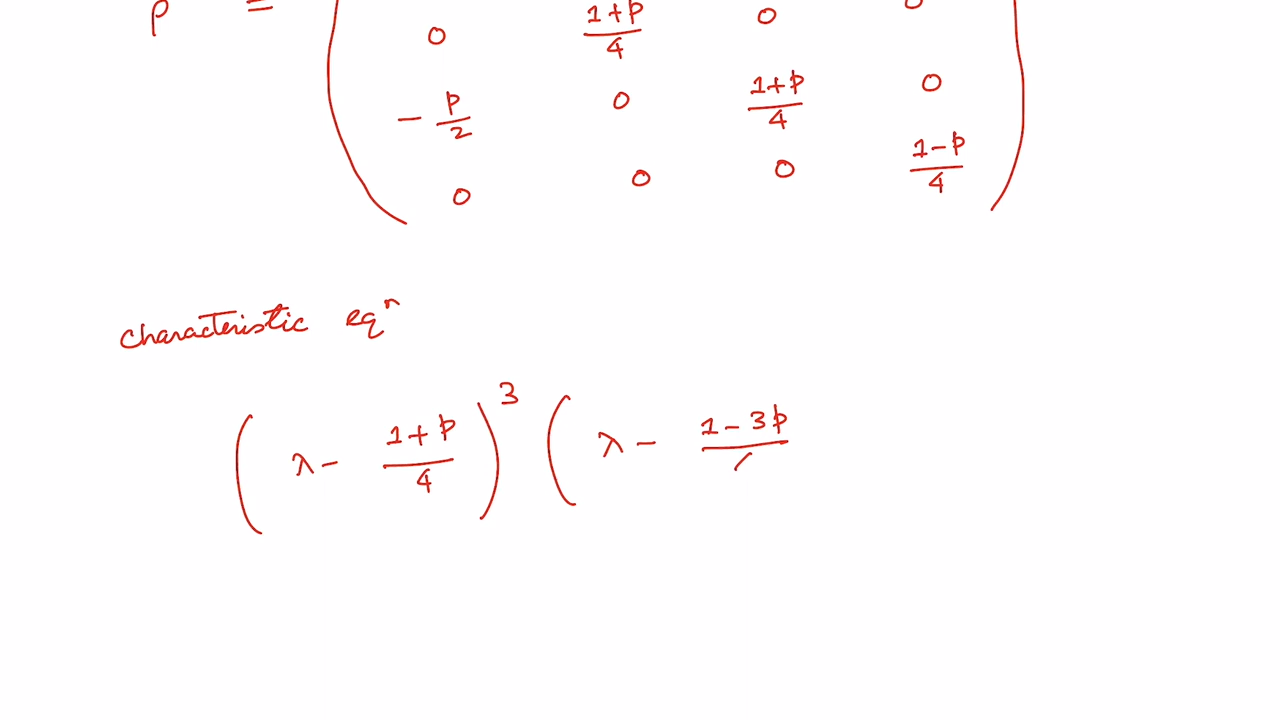 ρ = 0 (1+p)/4 0 0
- p/2 0 (1+p)/4 0
0 0 0 (1-p)/4
characteristic eqⁿ
( λ - (1+p)/4 )³ ( λ - (1-3p)/